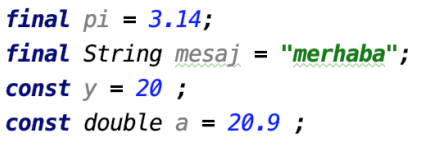 final pi = 3.14;
final String mesaj = "merhaba";
const y = 20 ;
const double a = 20.9 ;